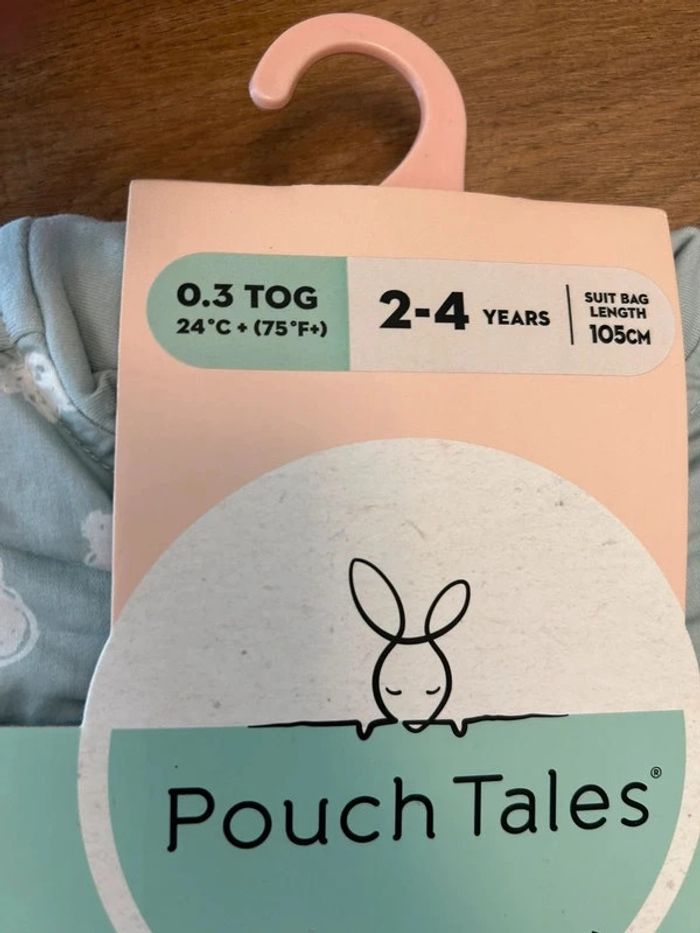 0.3 TOG
24°C + (75°F+)
2-4 YEARS
SUIT BAG
LENGTH
105CM
Pouch Tales®